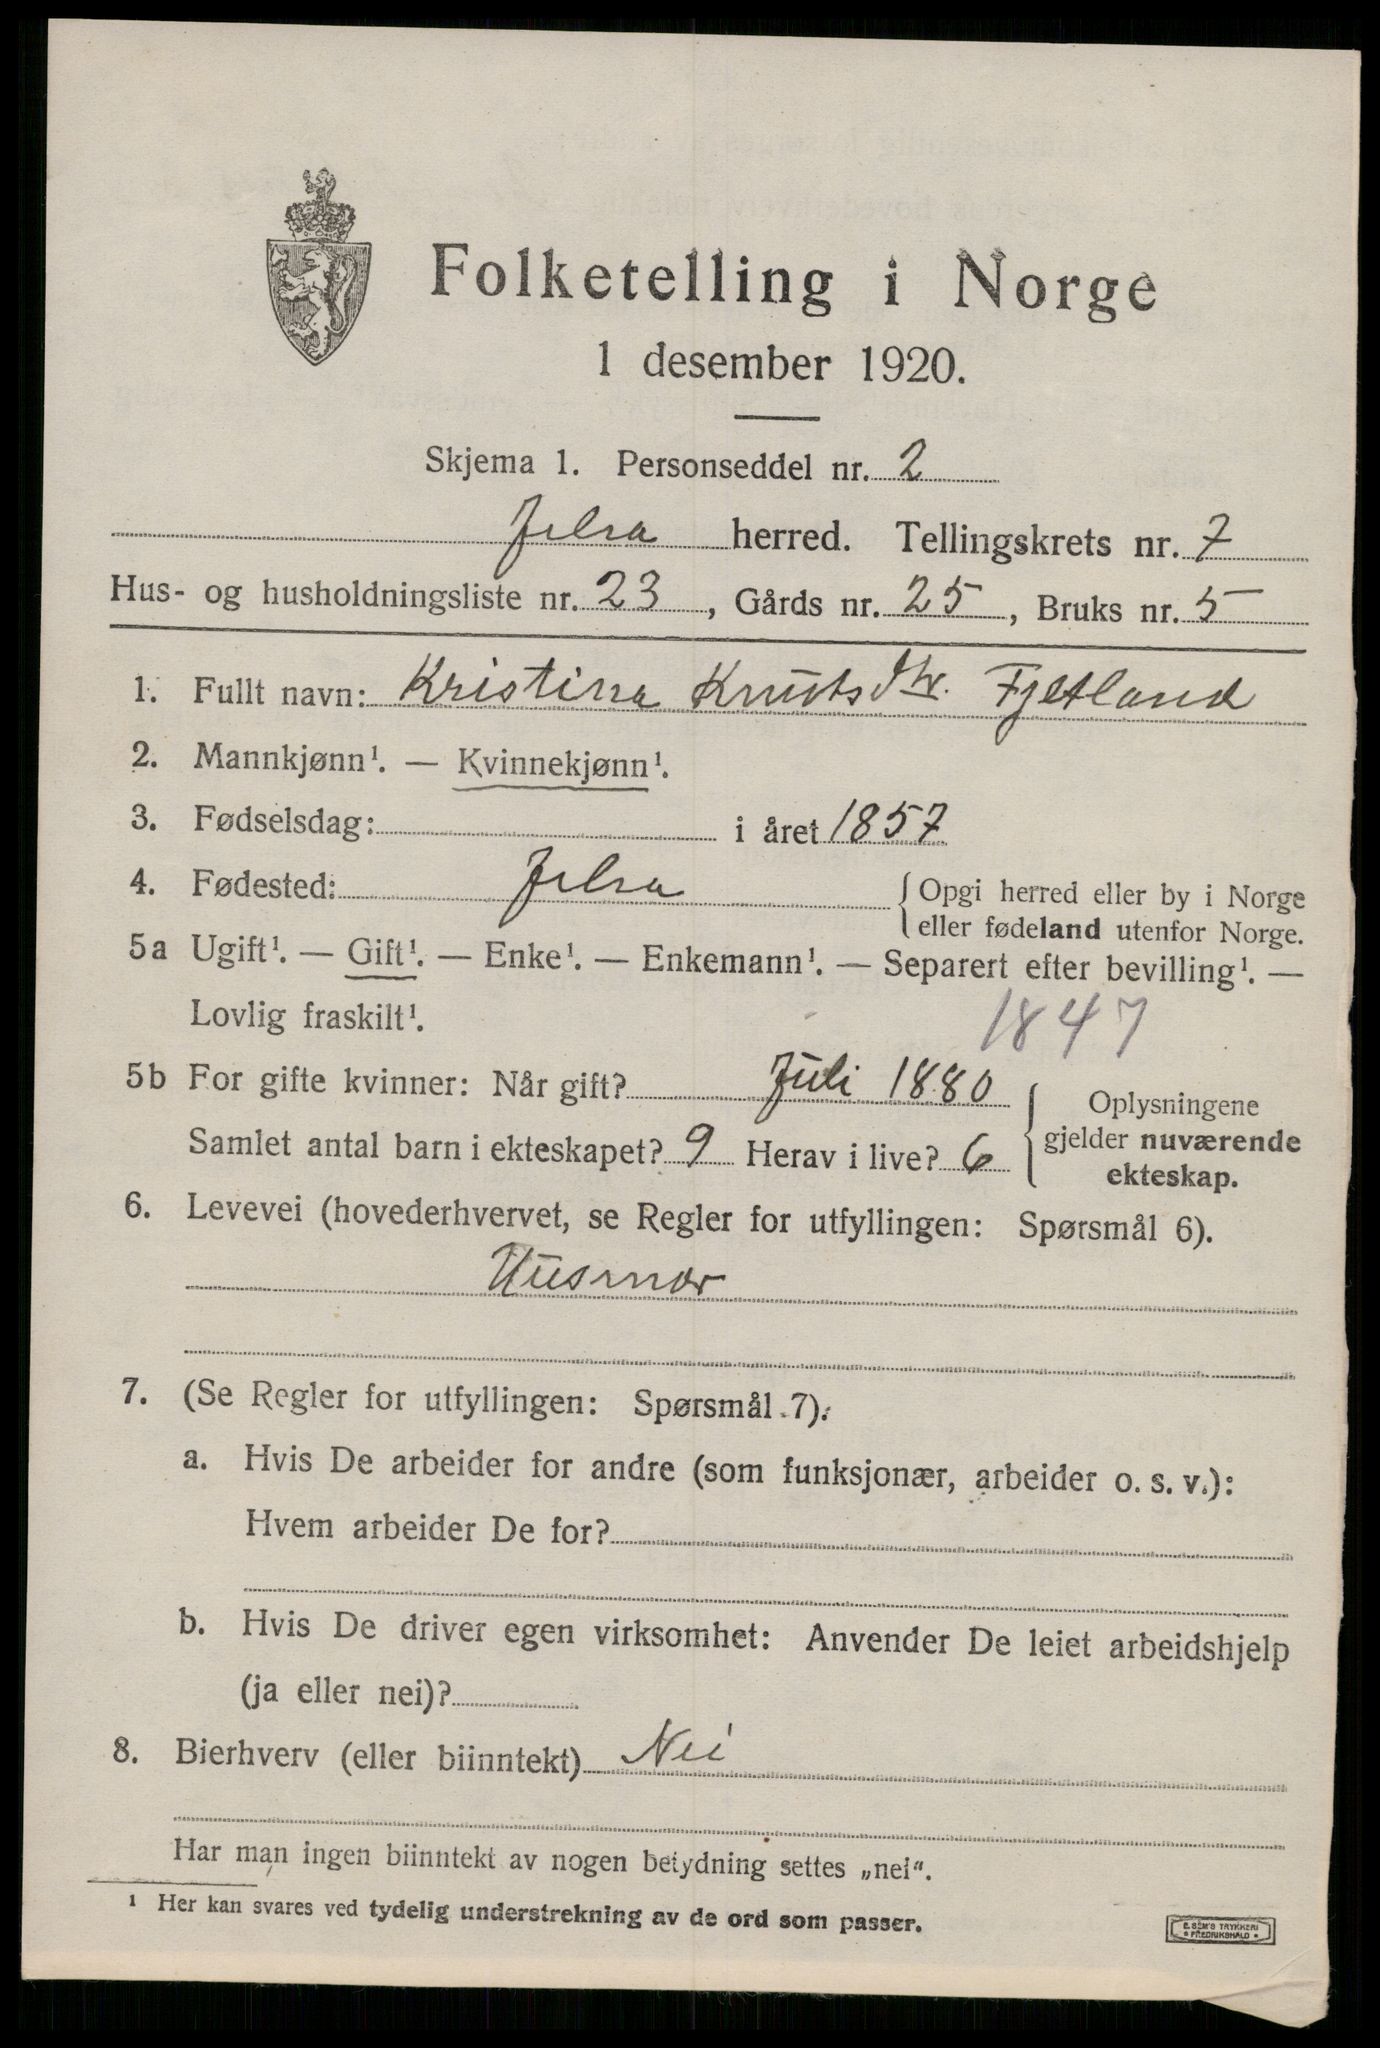 Folketelling i Norge
1 desember 1920.
Skjema 1. Personseddel nr. 2
Jelsa herred. Tellingskrets nr. 7
Hus- og husholdningsliste nr. 23, Gårds nr. 25, Bruks nr. 5
1. Fullt navn: Kristina Knutsdtr. Fjetland
2. Mannkjønn¹. — Kvinnekjønn¹.
3. Fødselsdag: i året 1857
4. Fødested: Jelsa {Opgi herred eller by i Norge
eller fødeland utenfor Norge.
5a Ugift¹. — Gift¹. — Enke¹. — Enkemann¹. — Separert efter bevilling¹. —
Lovlig fraskilt¹.
1847
5b For gifte kvinner: Når gift? Juli 1880
Samlet antal barn i ekteskapet? 9 Herav i live? 6
{Oplysningene
gjelder nuværende
ekteskap.
6. Levevei (hovederhvervet, se Regler for utfyllingen: Spørsmål 6).
Husmor
7. (Se Regler for utfyllingen: Spørsmål 7).
a. Hvis De arbeider for andre (som funksjonær, arbeider o. s. v.):
Hvem arbeider De for?
b. Hvis De driver egen virksomhet: Anvender De leiet arbeidshjelp
(ja eller nei)?
8. Bierhverv (eller biinntekt) Nei
Har man ingen biinntekt av nogen betydning settes „nei“.
¹ Her kan svares ved tydelig understrekning av de ord som passer.
E. SEM'S TRYKKERI
* FREDRIKSHALD *